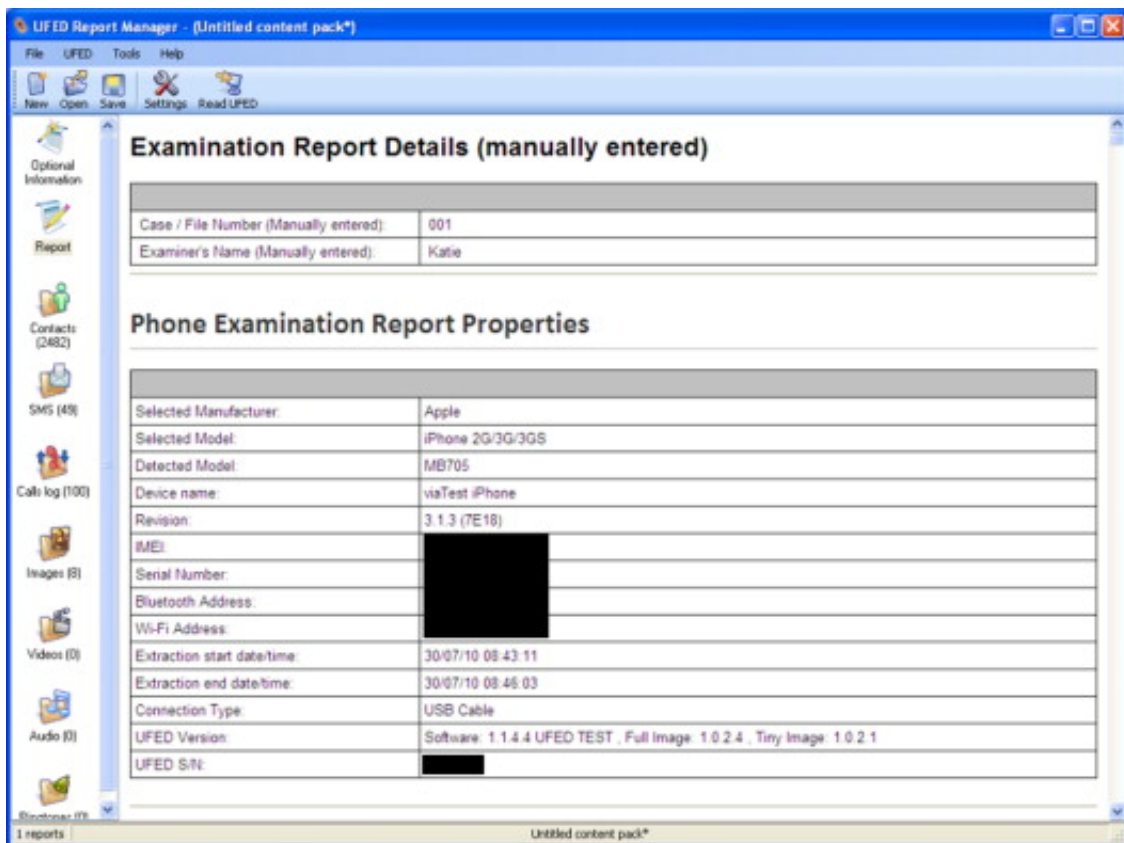 UFED Report Manager - (Untitled content pack*)
File UFED Tools Help
New Open Save Settings Read UFED
Optional
Information
Report
Contacts
(2482)
SMS (49)
Calls log (100)
Images (8)
Videos (0)
Audio (0)
Ringtones (0)
Examination Report Details (manually entered)
Case / File Number (Manually entered): 001
Examiner's Name (Manually entered): Katie
Phone Examination Report Properties
Selected Manufacturer: Apple
Selected Model: iPhone 2G/3G/3GS
Detected Model: MB705
Device name: viaTest iPhone
Revision: 3.1.3 (7E18)
IMEI:
Serial Number:
Bluetooth Address:
Wi-Fi Address:
Extraction start date/time: 30/07/10 08:43:11
Extraction end date/time: 30/07/10 08:46:03
Connection Type: USB Cable
UFED Version: Software: 1.1.4.4 UFED TEST , Full Image: 1.0.2.4 , Tiny Image: 1.0.2.1
UFED S/N:
1 reports Untitled content pack*